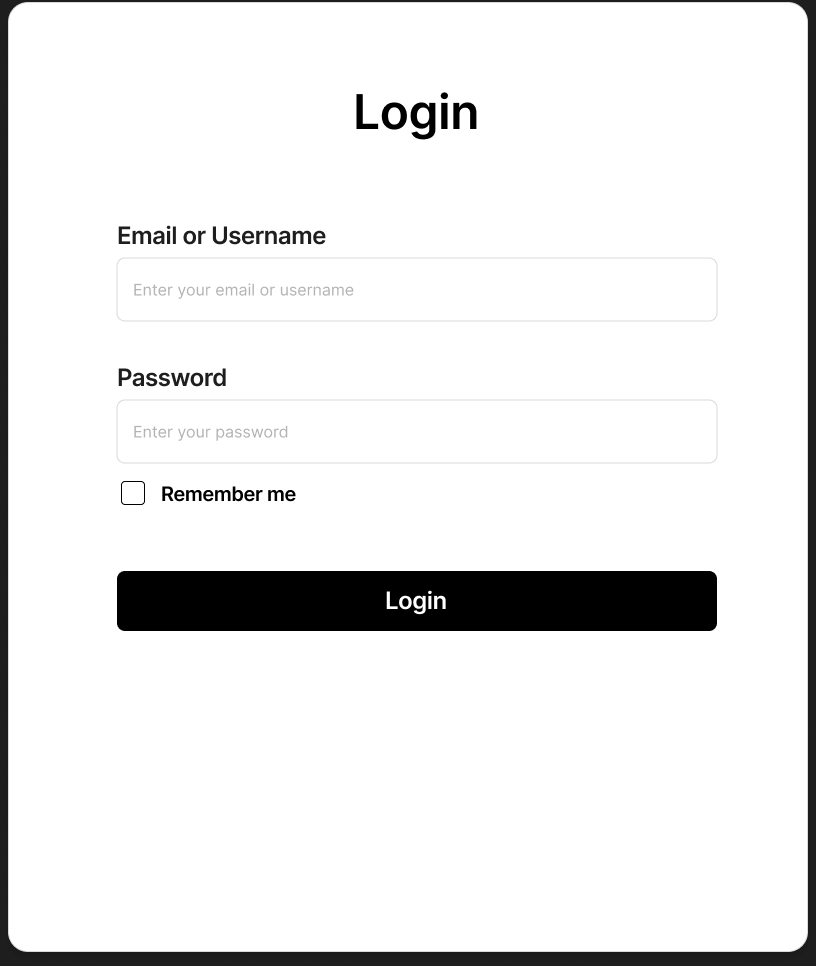 Login
Email or Username
Enter your email or username
Password
Enter your password
Remember me
Login